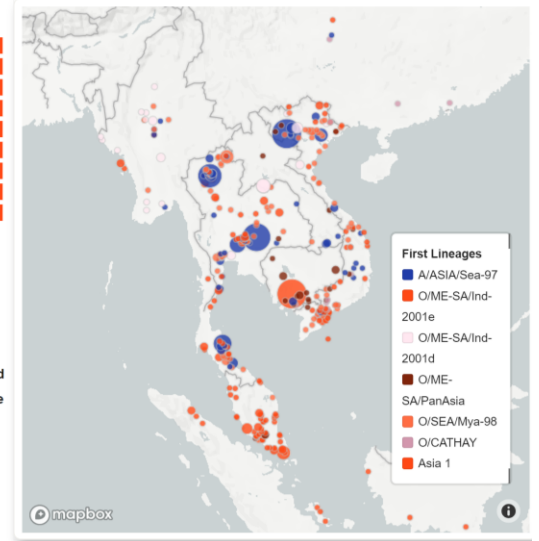 First Lineages
A/ASIA/Sea-97
O/ME-SA/Ind-
2001e
O/ME-SA/Ind-
2001d
O/ME-
SA/PanAsia
O/SEA/Mya-98
O/CATHAY
Asia 1
d
e
mapbox
i